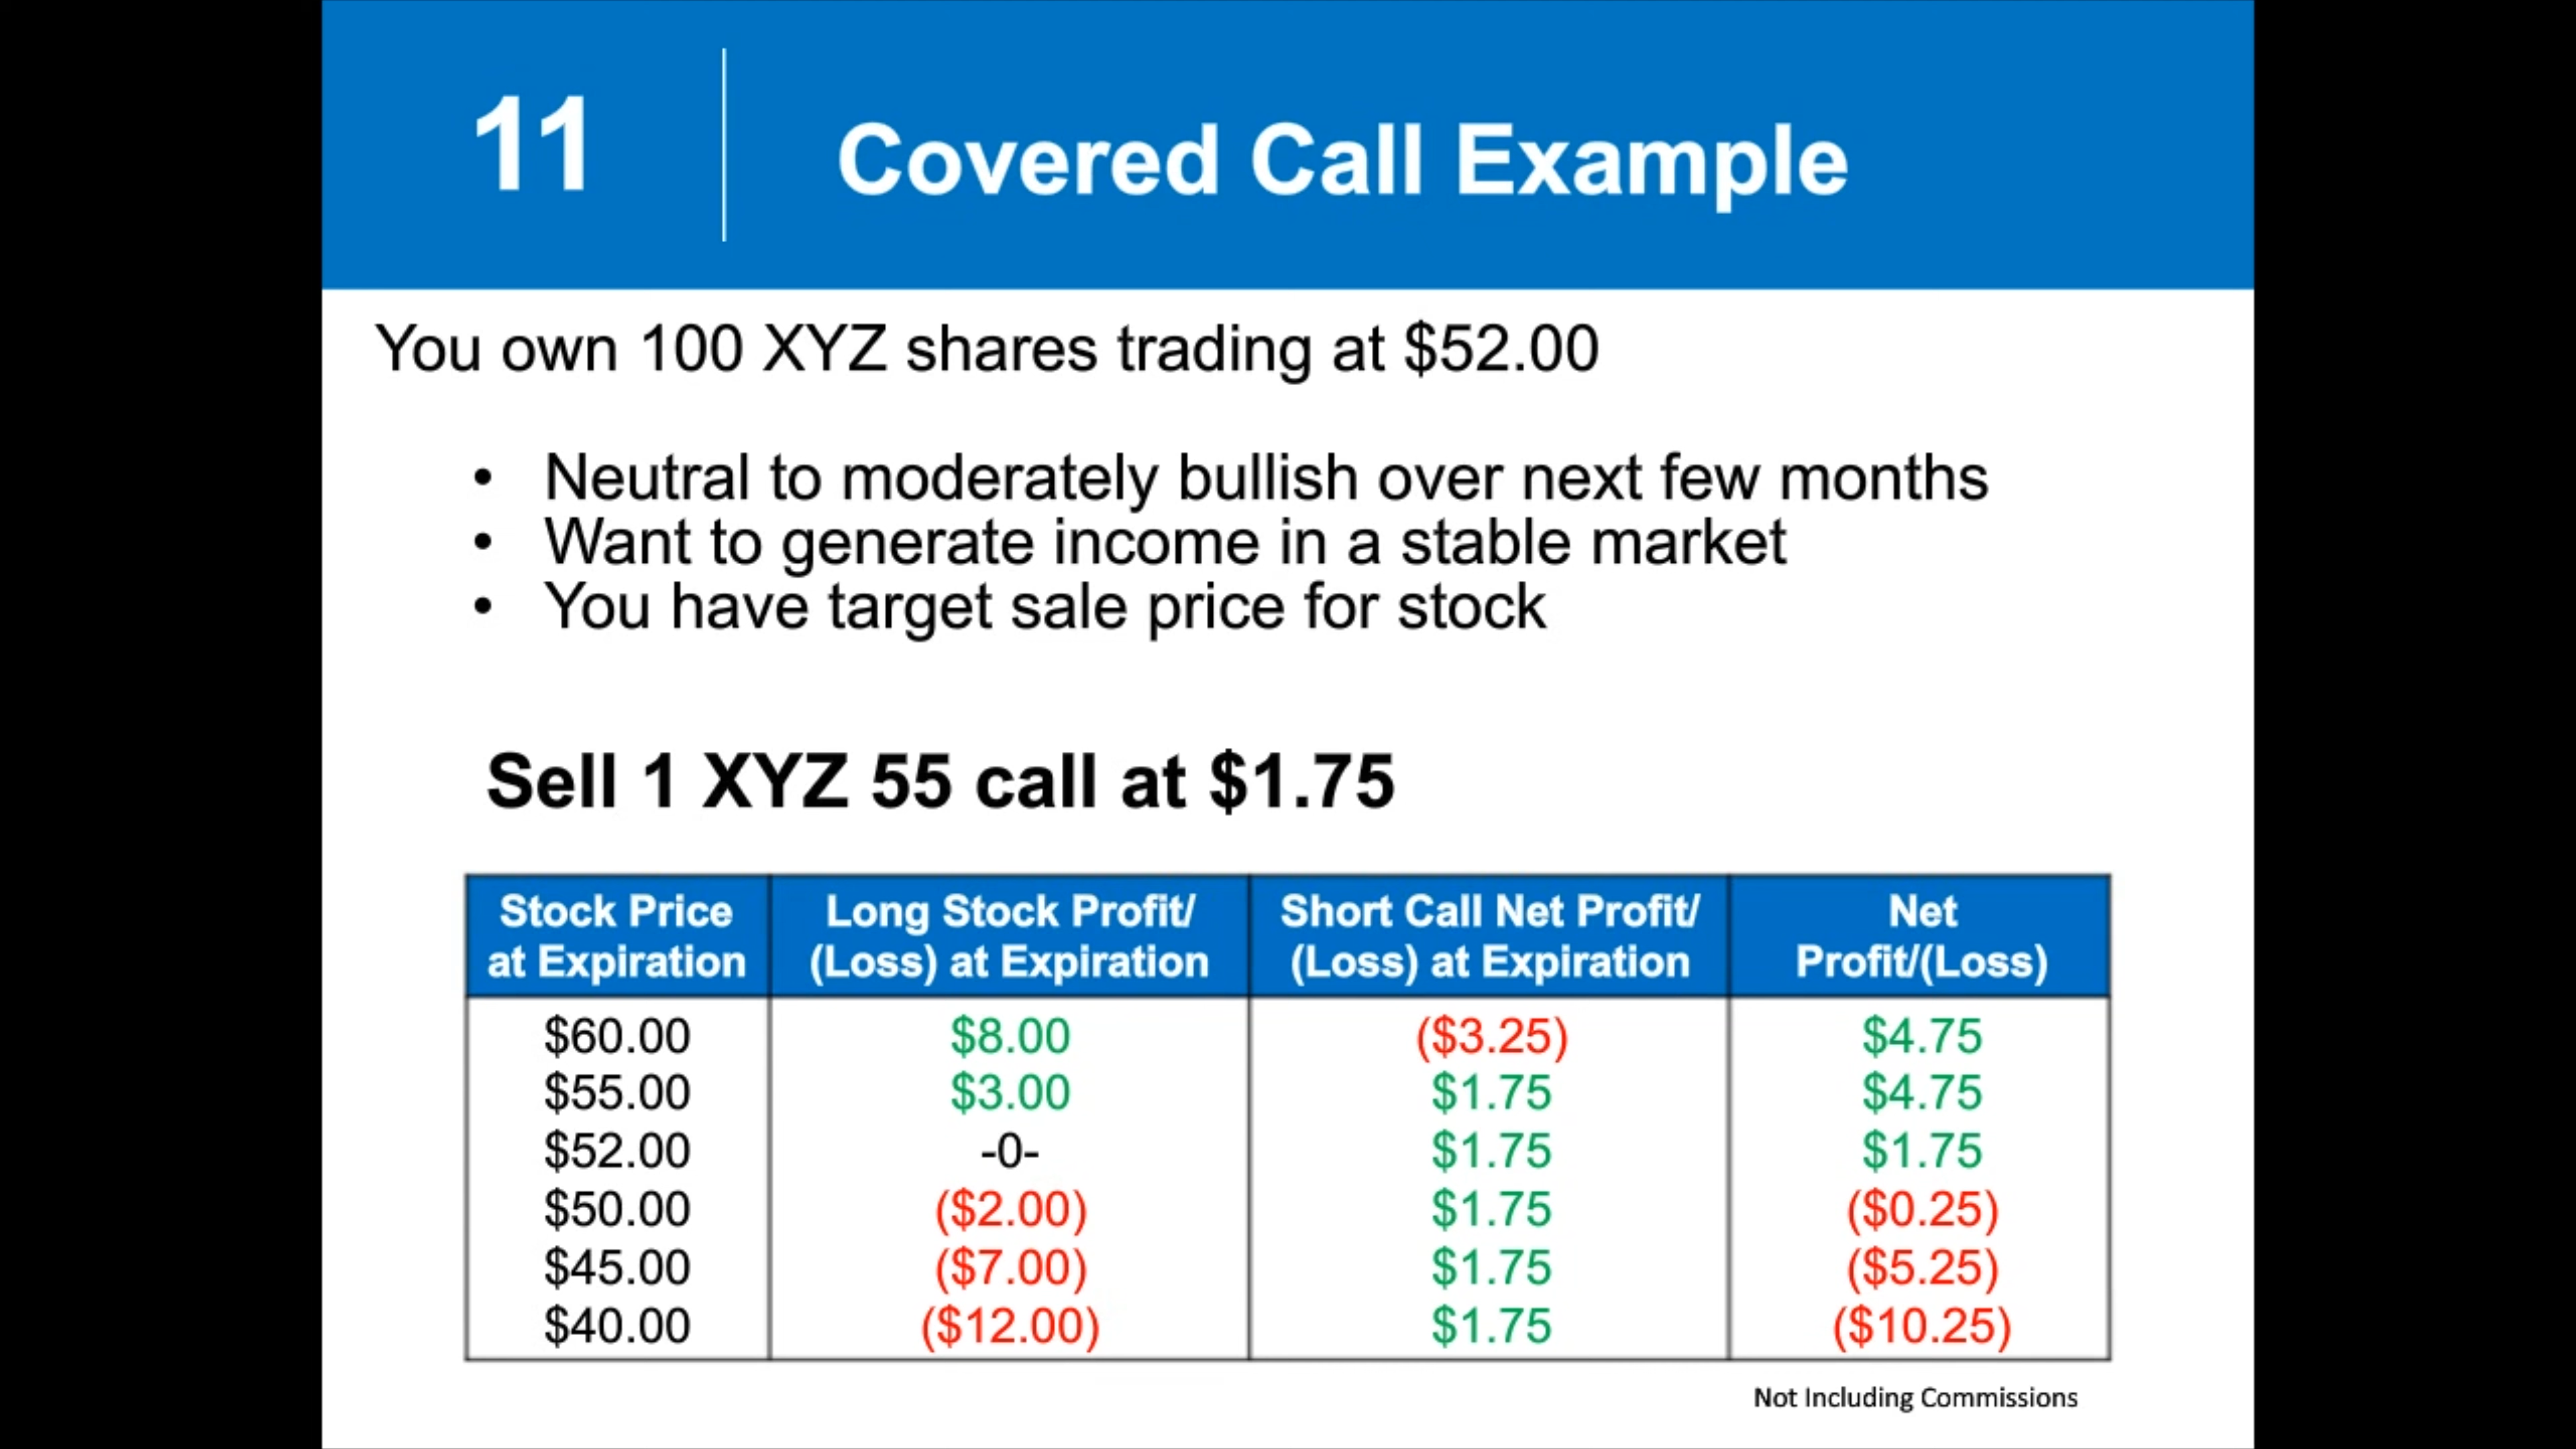 11
Covered Call Example
You own 100 XYZ shares trading at $52.00
• Neutral to moderately bullish over next few months
• Want to generate income in a stable market
• You have target sale price for stock
Sell 1 XYZ 55 call at $1.75
Stock Price at Expiration | Long Stock Profit/ (Loss) at Expiration | Short Call Net Profit/ (Loss) at Expiration | Net Profit/(Loss)
$60.00 | $8.00 | ($3.25) | $4.75
$55.00 | $3.00 | $1.75 | $4.75
$52.00 | -0- | $1.75 | $1.75
$50.00 | ($2.00) | $1.75 | ($0.25)
$45.00 | ($7.00) | $1.75 | ($5.25)
$40.00 | ($12.00) | $1.75 | ($10.25)
Not Including Commissions